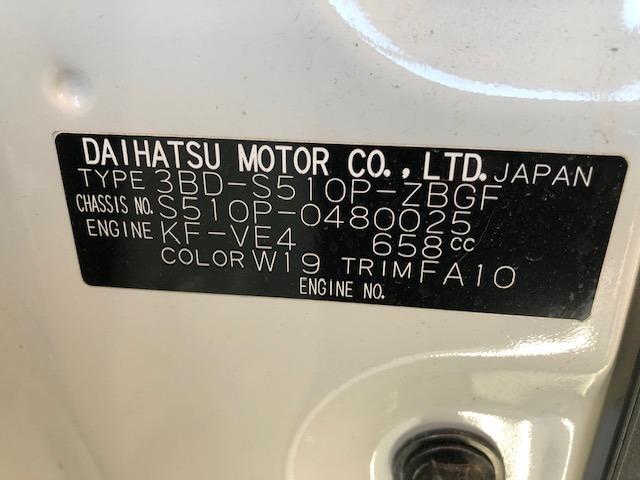 DAIHATSU MOTOR CO., LTD. JAPAN
TYPE 3BD-S510P-ZBGF
CHASSIS NO. S510P-0480025
ENGINE KF-VE4 658cc
COLOR W19 TRIM FA10
ENGINE NO.